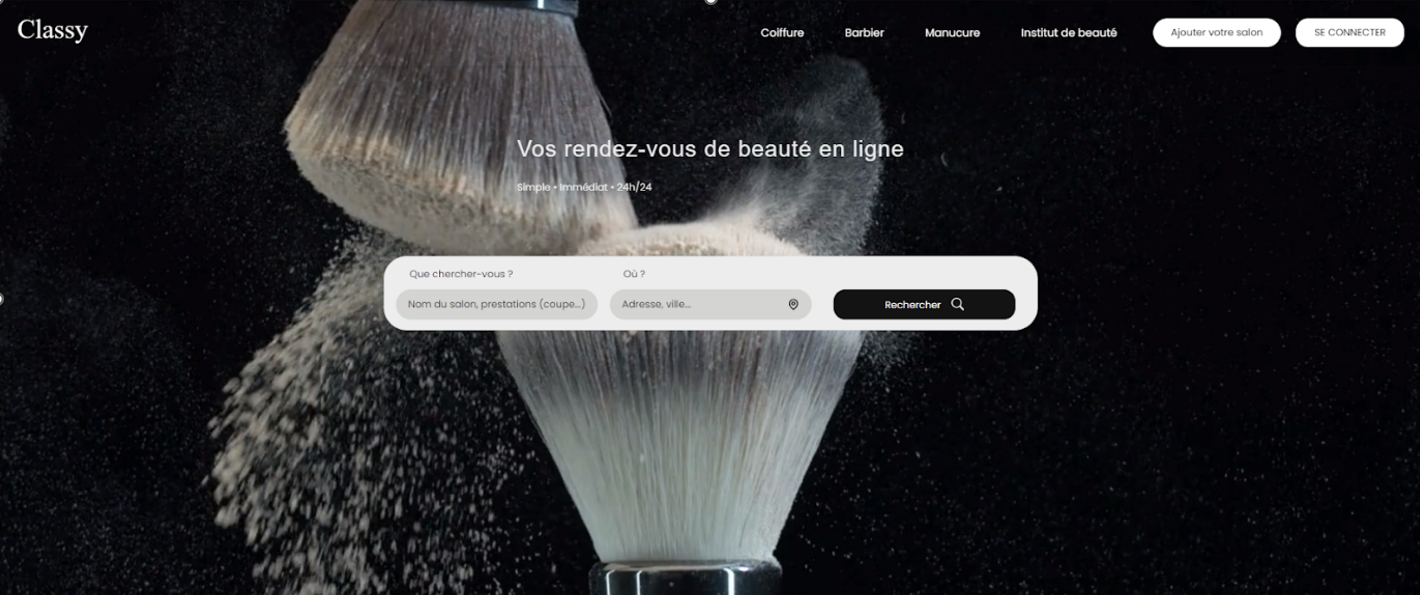 Classy
Coiffure
Barbier
Manucure
Institut de beauté
Ajouter votre salon
SE CONNECTER
Vos rendez-vous de beauté en ligne
Simple • Immédiat • 24h/24
Que chercher-vous ?
Où ?
Nom du salon, prestations (coupe...)
Adresse, ville...
Rechercher